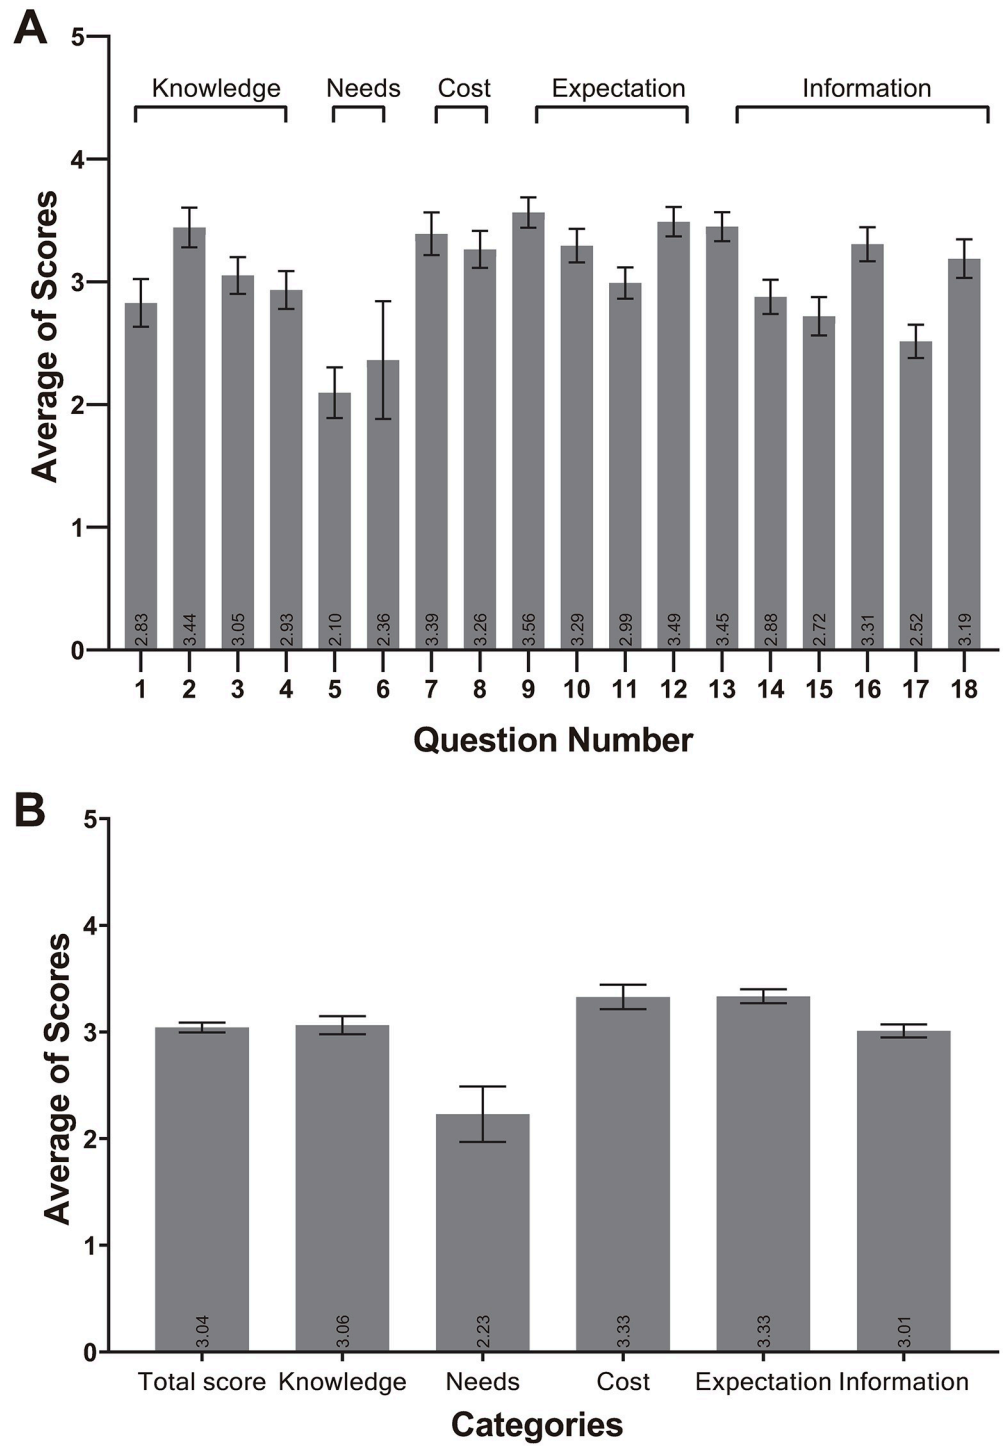 A
5
Knowledge Needs Cost Expectation Information
4
3
2
1
0
Average of Scores
2.83 3.44 3.05 2.93 2.10 2.36 3.39 3.26 3.56 3.29 2.99 3.49 3.45 2.88 2.72 3.31 2.52 3.19
1 2 3 4 5 6 7 8 9 10 11 12 13 14 15 16 17 18
Question Number
B
5
4
3
2
1
0
Average of Scores
3.04 3.06 2.23 3.33 3.33 3.01
Total score Knowledge Needs Cost Expectation Information
Categories